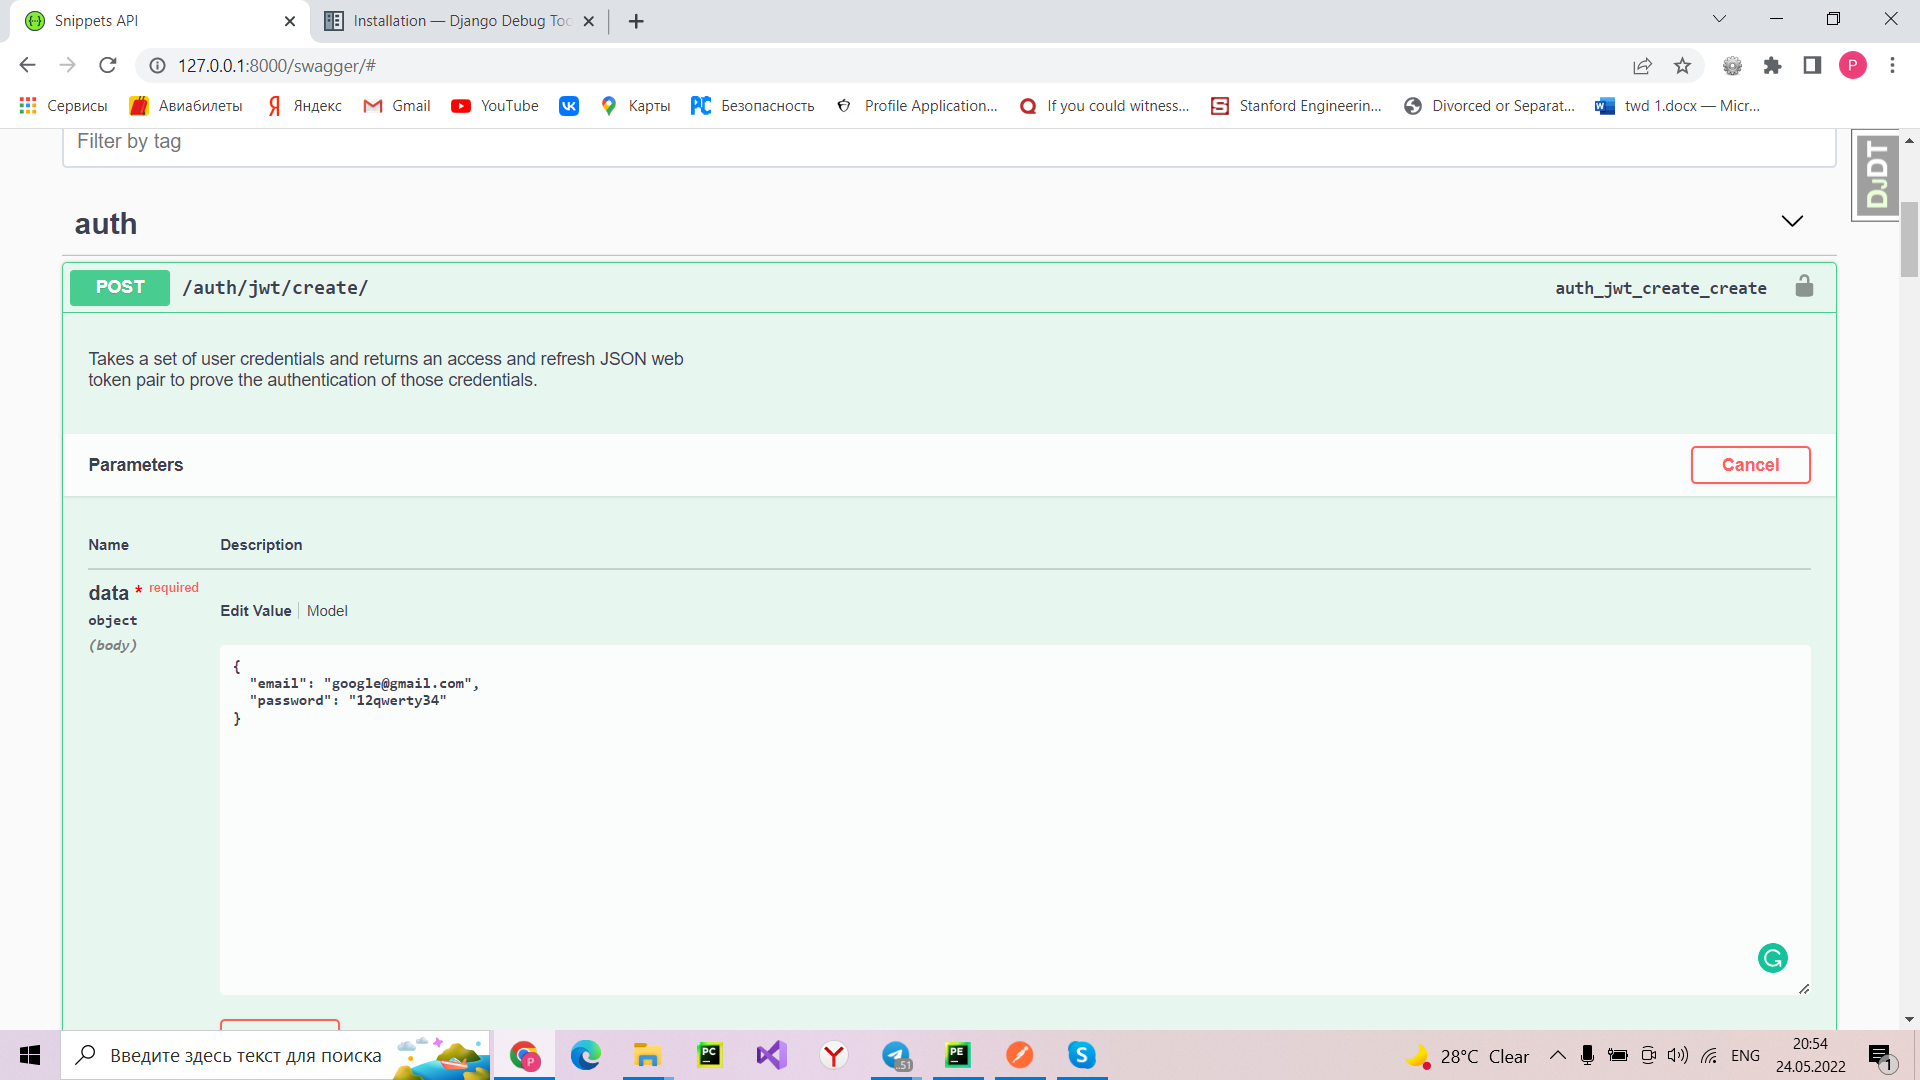 Snippets API
Installation — Django Debug Too
127.0.0.1:8000/swagger/#
P
Сервисы
Авиабилеты
Яндекс
Gmail
YouTube
Карты
Безопасность
Profile Application...
If you could witness...
Stanford Engineerin...
Divorced or Separat...
twd 1.docx — Micr...
Filter by tag
DJDT
auth
POST /auth/jwt/create/ auth_jwt_create_create
Takes a set of user credentials and returns an access and refresh JSON web
token pair to prove the authentication of those credentials.
Parameters
Cancel
Name Description
data * required
object
(body)
Edit Value Model
{
"email": "google@gmail.com",
"password": "12qwerty34"
}
Введите здесь текст для поиска
28°C Clear
ENG
20:54
24.05.2022
1